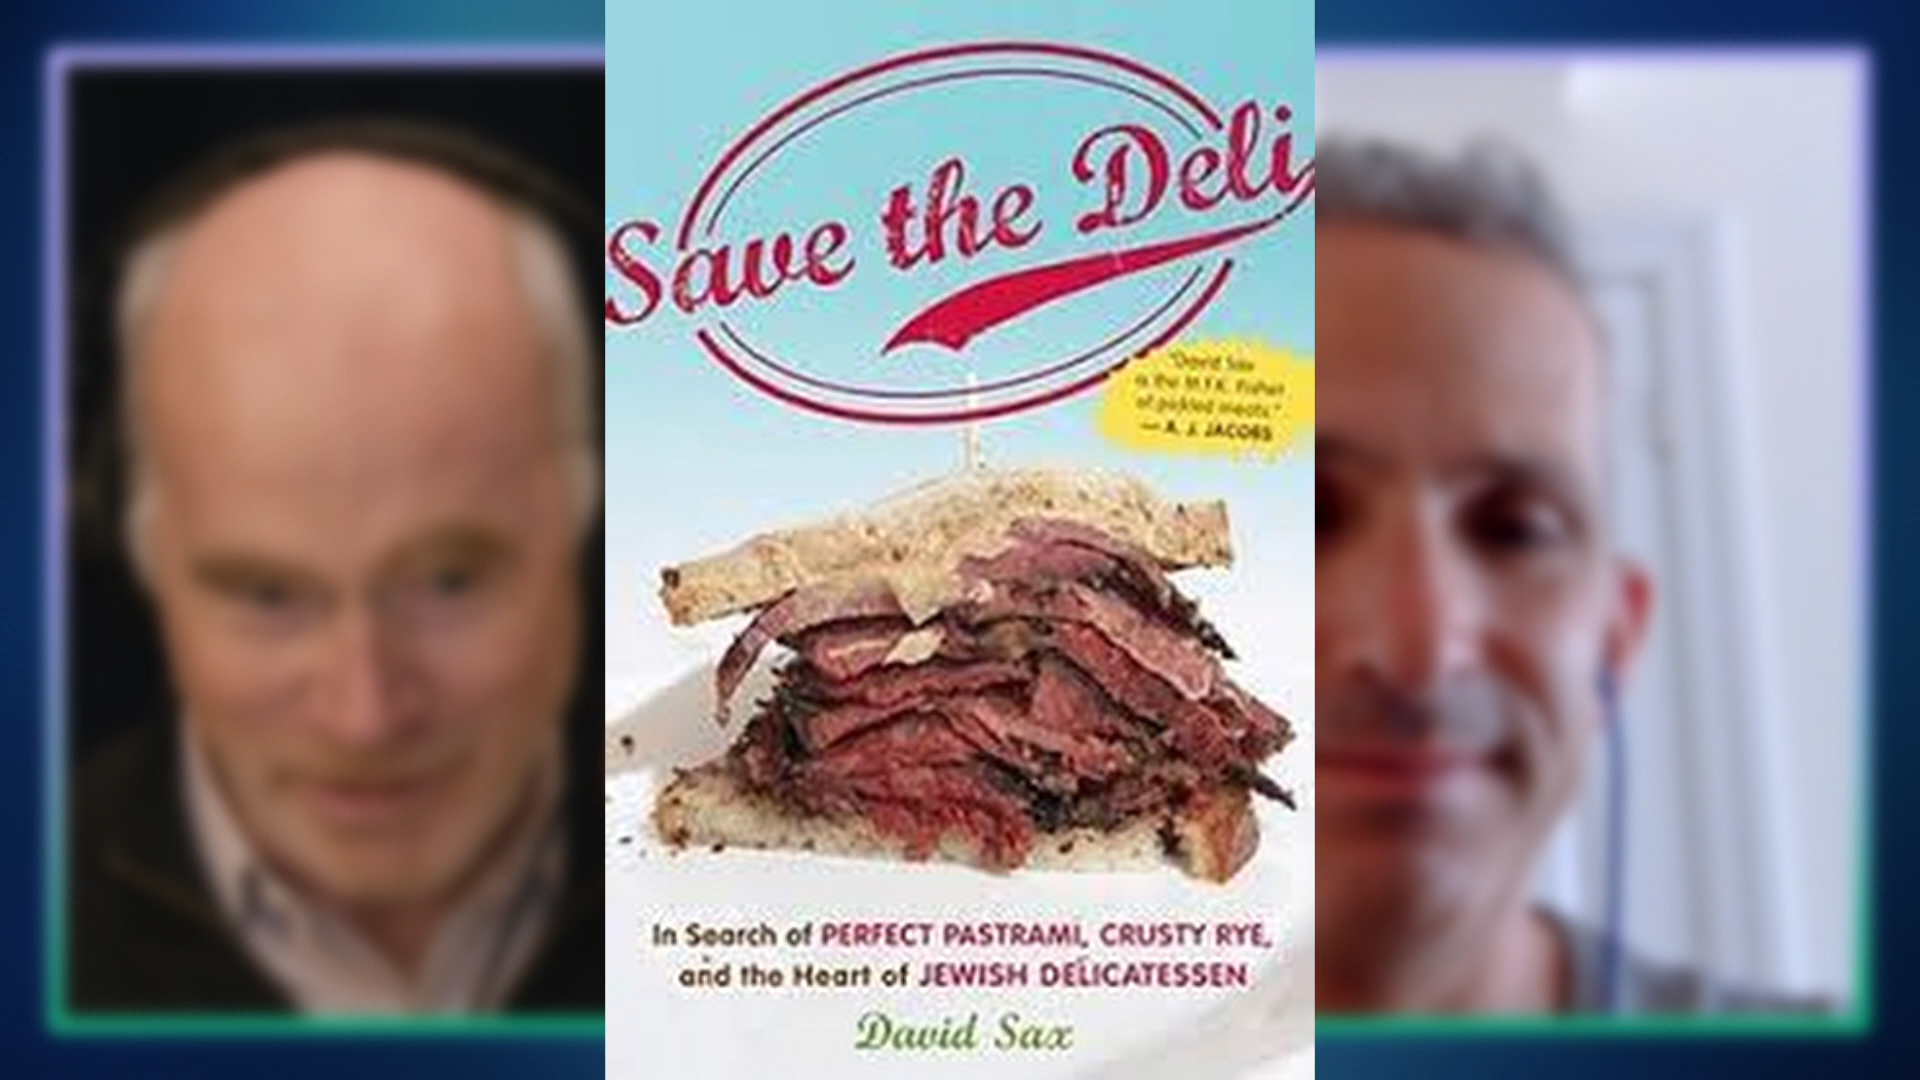 Save the Deli
"David Sax
is the M.F.K. Fisher
of pickled meats."
— A. J. JACOBS
In Search of PERFECT PASTRAMI, CRUSTY RYE,
and the Heart of JEWISH DELICATESSEN
David Sax